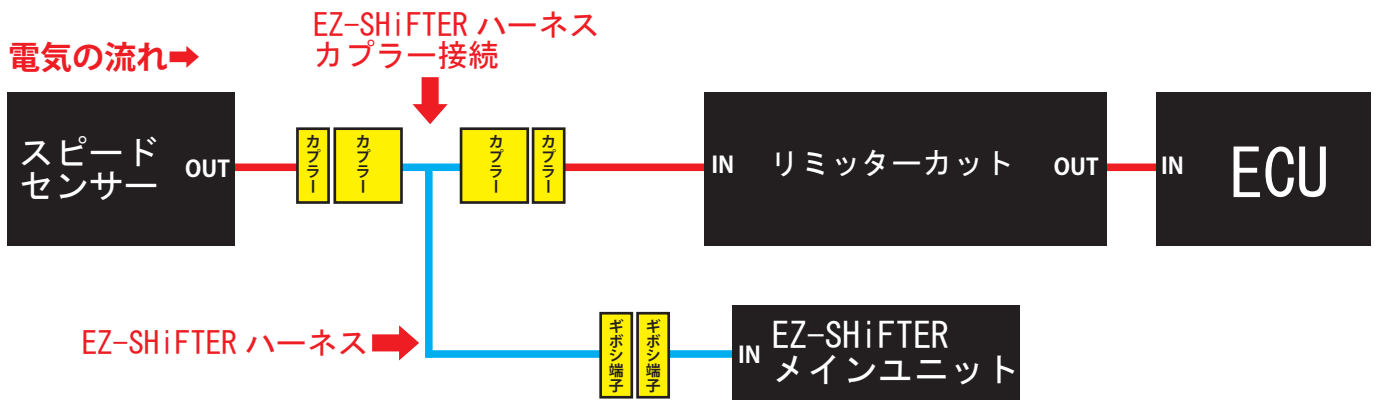 EZ-SHiFTER ハーネス
カプラー接続
電気の流れ➡
スピード
センサー
OUT
カプラー
カプラー
カプラー
カプラー
IN
リミッターカット
OUT
IN
ECU
EZ-SHiFTER ハーネス
ギボシ端子
ギボシ端子
IN
EZ-SHiFTER
メインユニット